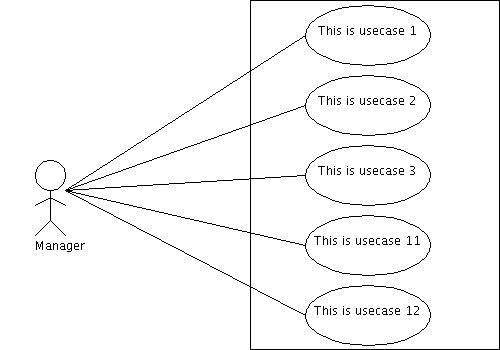 This is usecase 1
This is usecase 2
This is usecase 3
Manager
This is usecase 11
This is usecase 12